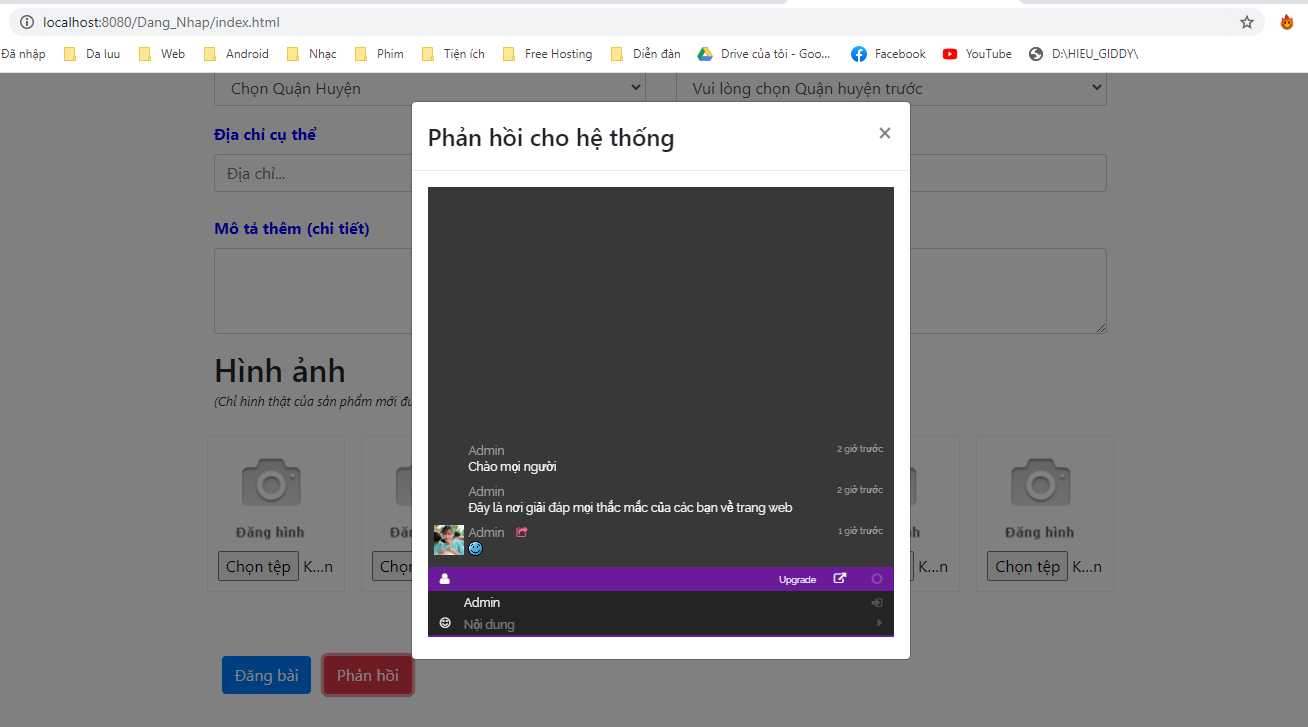 localhost:8080/Dang_Nhap/index.html
Đã nhập Da luu Web Android Nhạc Phim Tiện ích Free Hosting Diễn đàn Drive của tôi - Goo... Facebook YouTube D:\HIEU_GIDDY\
Chọn Quận Huyện Vui lòng chọn Quận huyện trước
Phản hồi cho hệ thống ×
Địa chỉ cụ thể
Địa chỉ...
Mô tả thêm (chi tiết)
Hình ảnh
(Chỉ hình thật của sản phẩm mới
Admin 2 giờ trước
Chào mọi người
Admin 2 giờ trước
Đây là nơi giải đáp mọi thắc mắc của các bạn về trang web
Admin 1 giờ trước
Upgrade
Admin
Nội dung
Đăng hình Đăng hình
Chọn tệp K...n K...n Chọn tệp K...n
Đăng bài Phản hồi